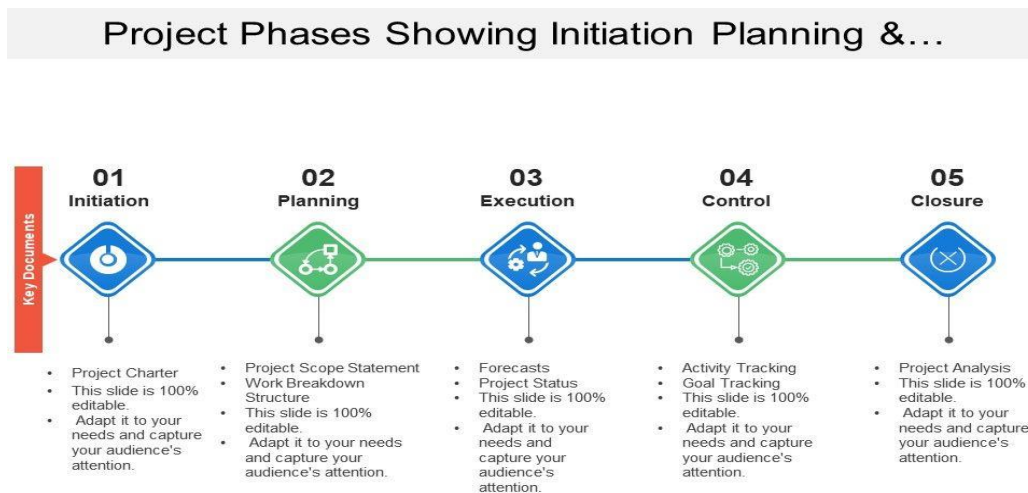 Project Phases Showing Initiation Planning &...
Key Documents
01
Initiation
02
Planning
03
Execution
04
Control
05
Closure
• Project Charter
• This slide is 100%
editable.
• Adapt it to your
needs and capture
your audience's
attention.
• Project Scope Statement
• Work Breakdown
Structure
• This slide is 100%
editable.
• Adapt it to your needs
and capture your
audience's attention.
• Forecasts
• Project Status
• This slide is 100%
editable.
• Adapt it to your
needs and
capture your
audience's
attention.
• Activity Tracking
• Goal Tracking
• This slide is 100%
editable.
• Adapt it to your
needs and capture
your audience's
attention.
• Project Analysis
• This slide is 100%
editable.
• Adapt it to your
needs and capture
your audience's
attention.